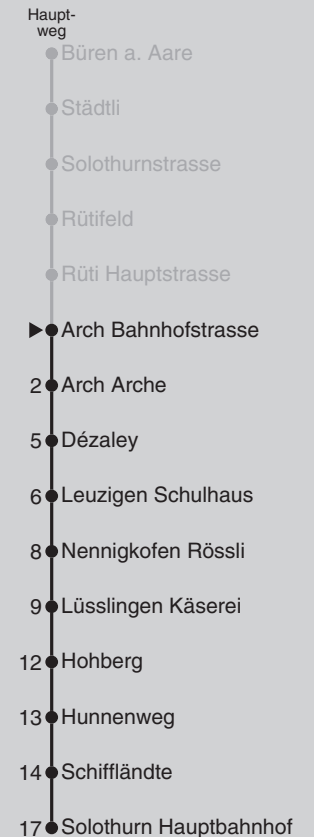 Haupt-
weg
Büren a. Aare
Städtli
Solothurnstrasse
Rütifeld
Rüti Hauptstrasse
Arch Bahnhofstrasse
2 Arch Arche
5 Dézaley
6 Leuzigen Schulhaus
8 Nennigkofen Rössli
9 Lüsslingen Käserei
12 Hohberg
13 Hunnenweg
14 Schiffländte
17 Solothurn Hauptbahnhof